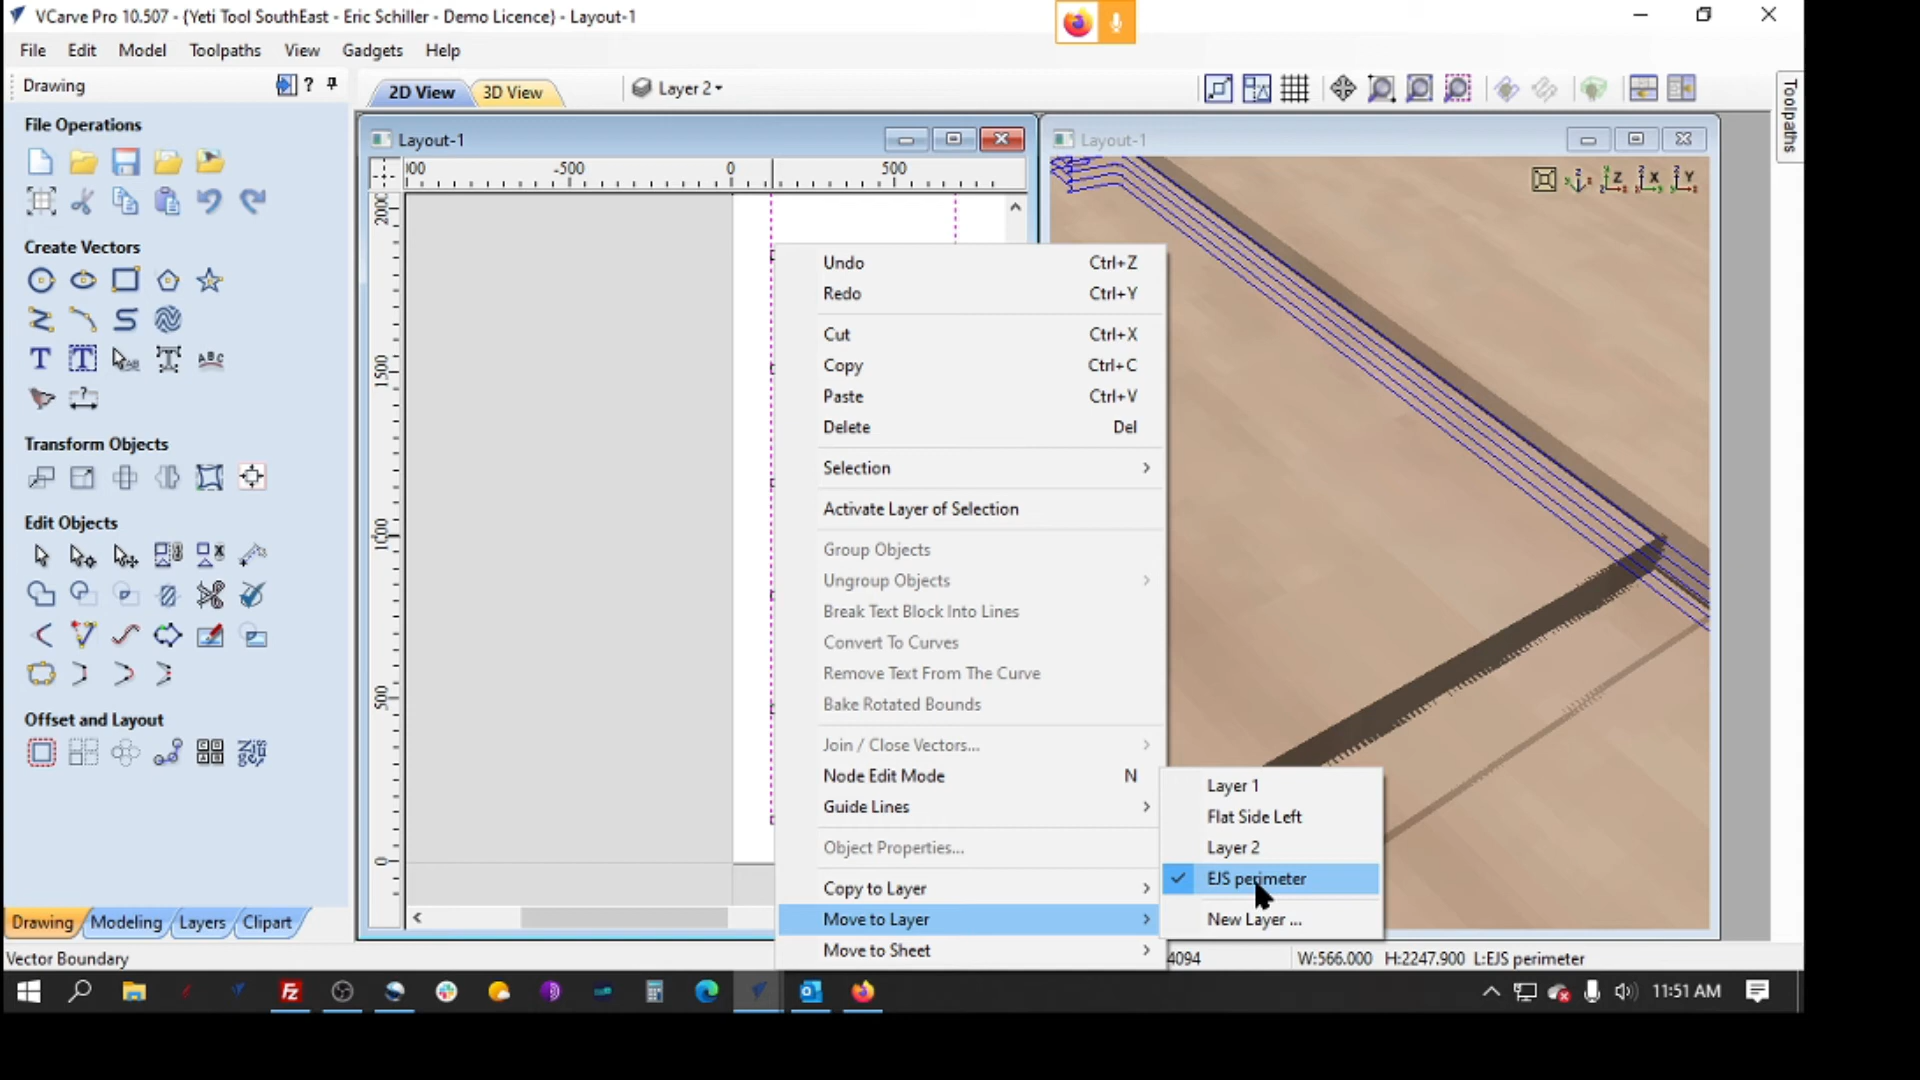 VCarve Pro 10.507 - {Yeti Tool SouthEast - Eric Schiller - Demo Licence} - Layout-1
File Edit Model Toolpaths View Gadgets Help
Drawing
2D View 3D View Layer 2
Toolpaths
File Operations
Create Vectors
Transform Objects
Edit Objects
Offset and Layout
Layout-1
-500 0 500
2000
1500
1000
500
0
Layout-1
Undo Ctrl+Z
Redo Ctrl+Y
Cut Ctrl+X
Copy Ctrl+C
Paste Ctrl+V
Delete Del
Selection
Activate Layer of Selection
Group Objects
Ungroup Objects
Break Text Block Into Lines
Convert To Curves
Remove Text From The Curve
Bake Rotated Bounds
Join / Close Vectors...
Node Edit Mode N
Guide Lines
Object Properties...
Copy to Layer
Move to Layer
Move to Sheet
Layer 1
Flat Side Left
Layer 2
EJS perimeter
New Layer ...
Drawing Modeling Layers Clipart
Vector Boundary
4094 W:566.000 H:2247.900 L:EJS perimeter
11:51 AM